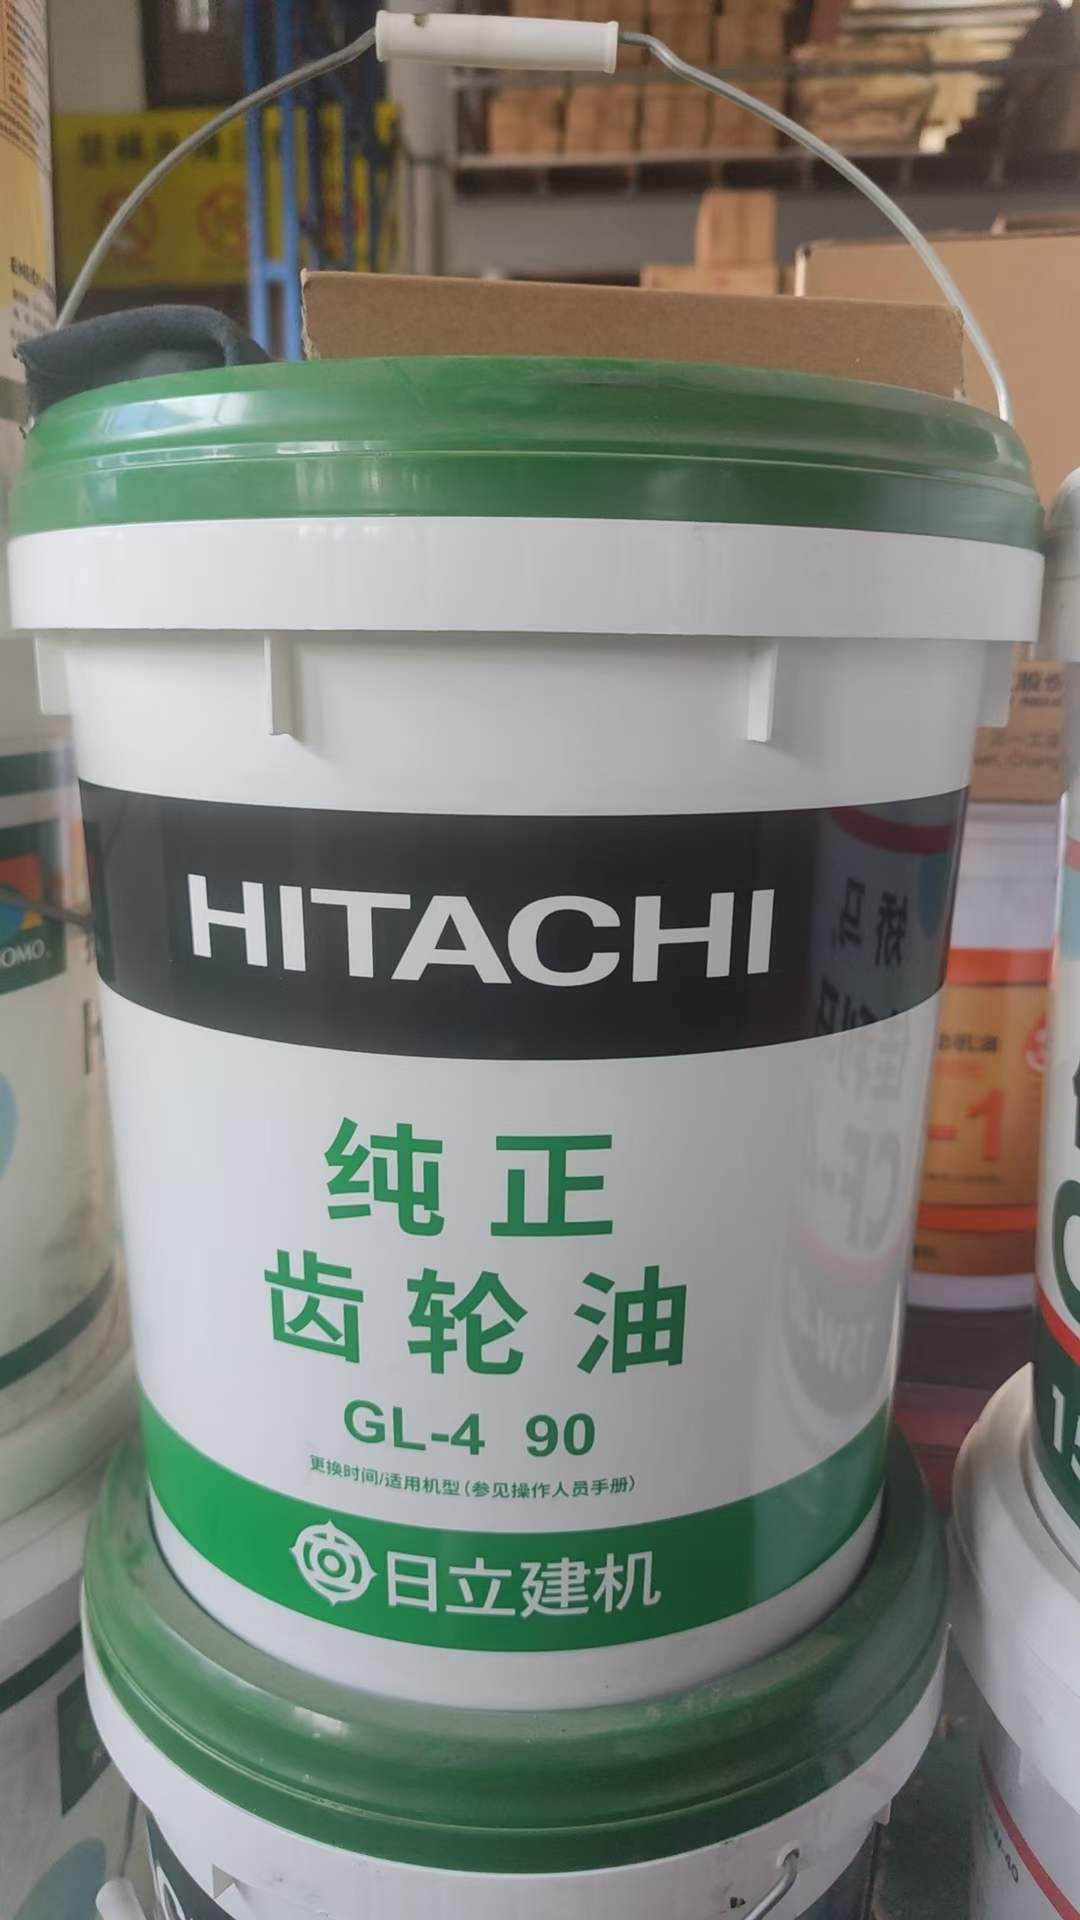 HITACHI
纯正
齿轮油
GL-4 90
更换时间/适用机型(参见操作人员手册)
日立建机